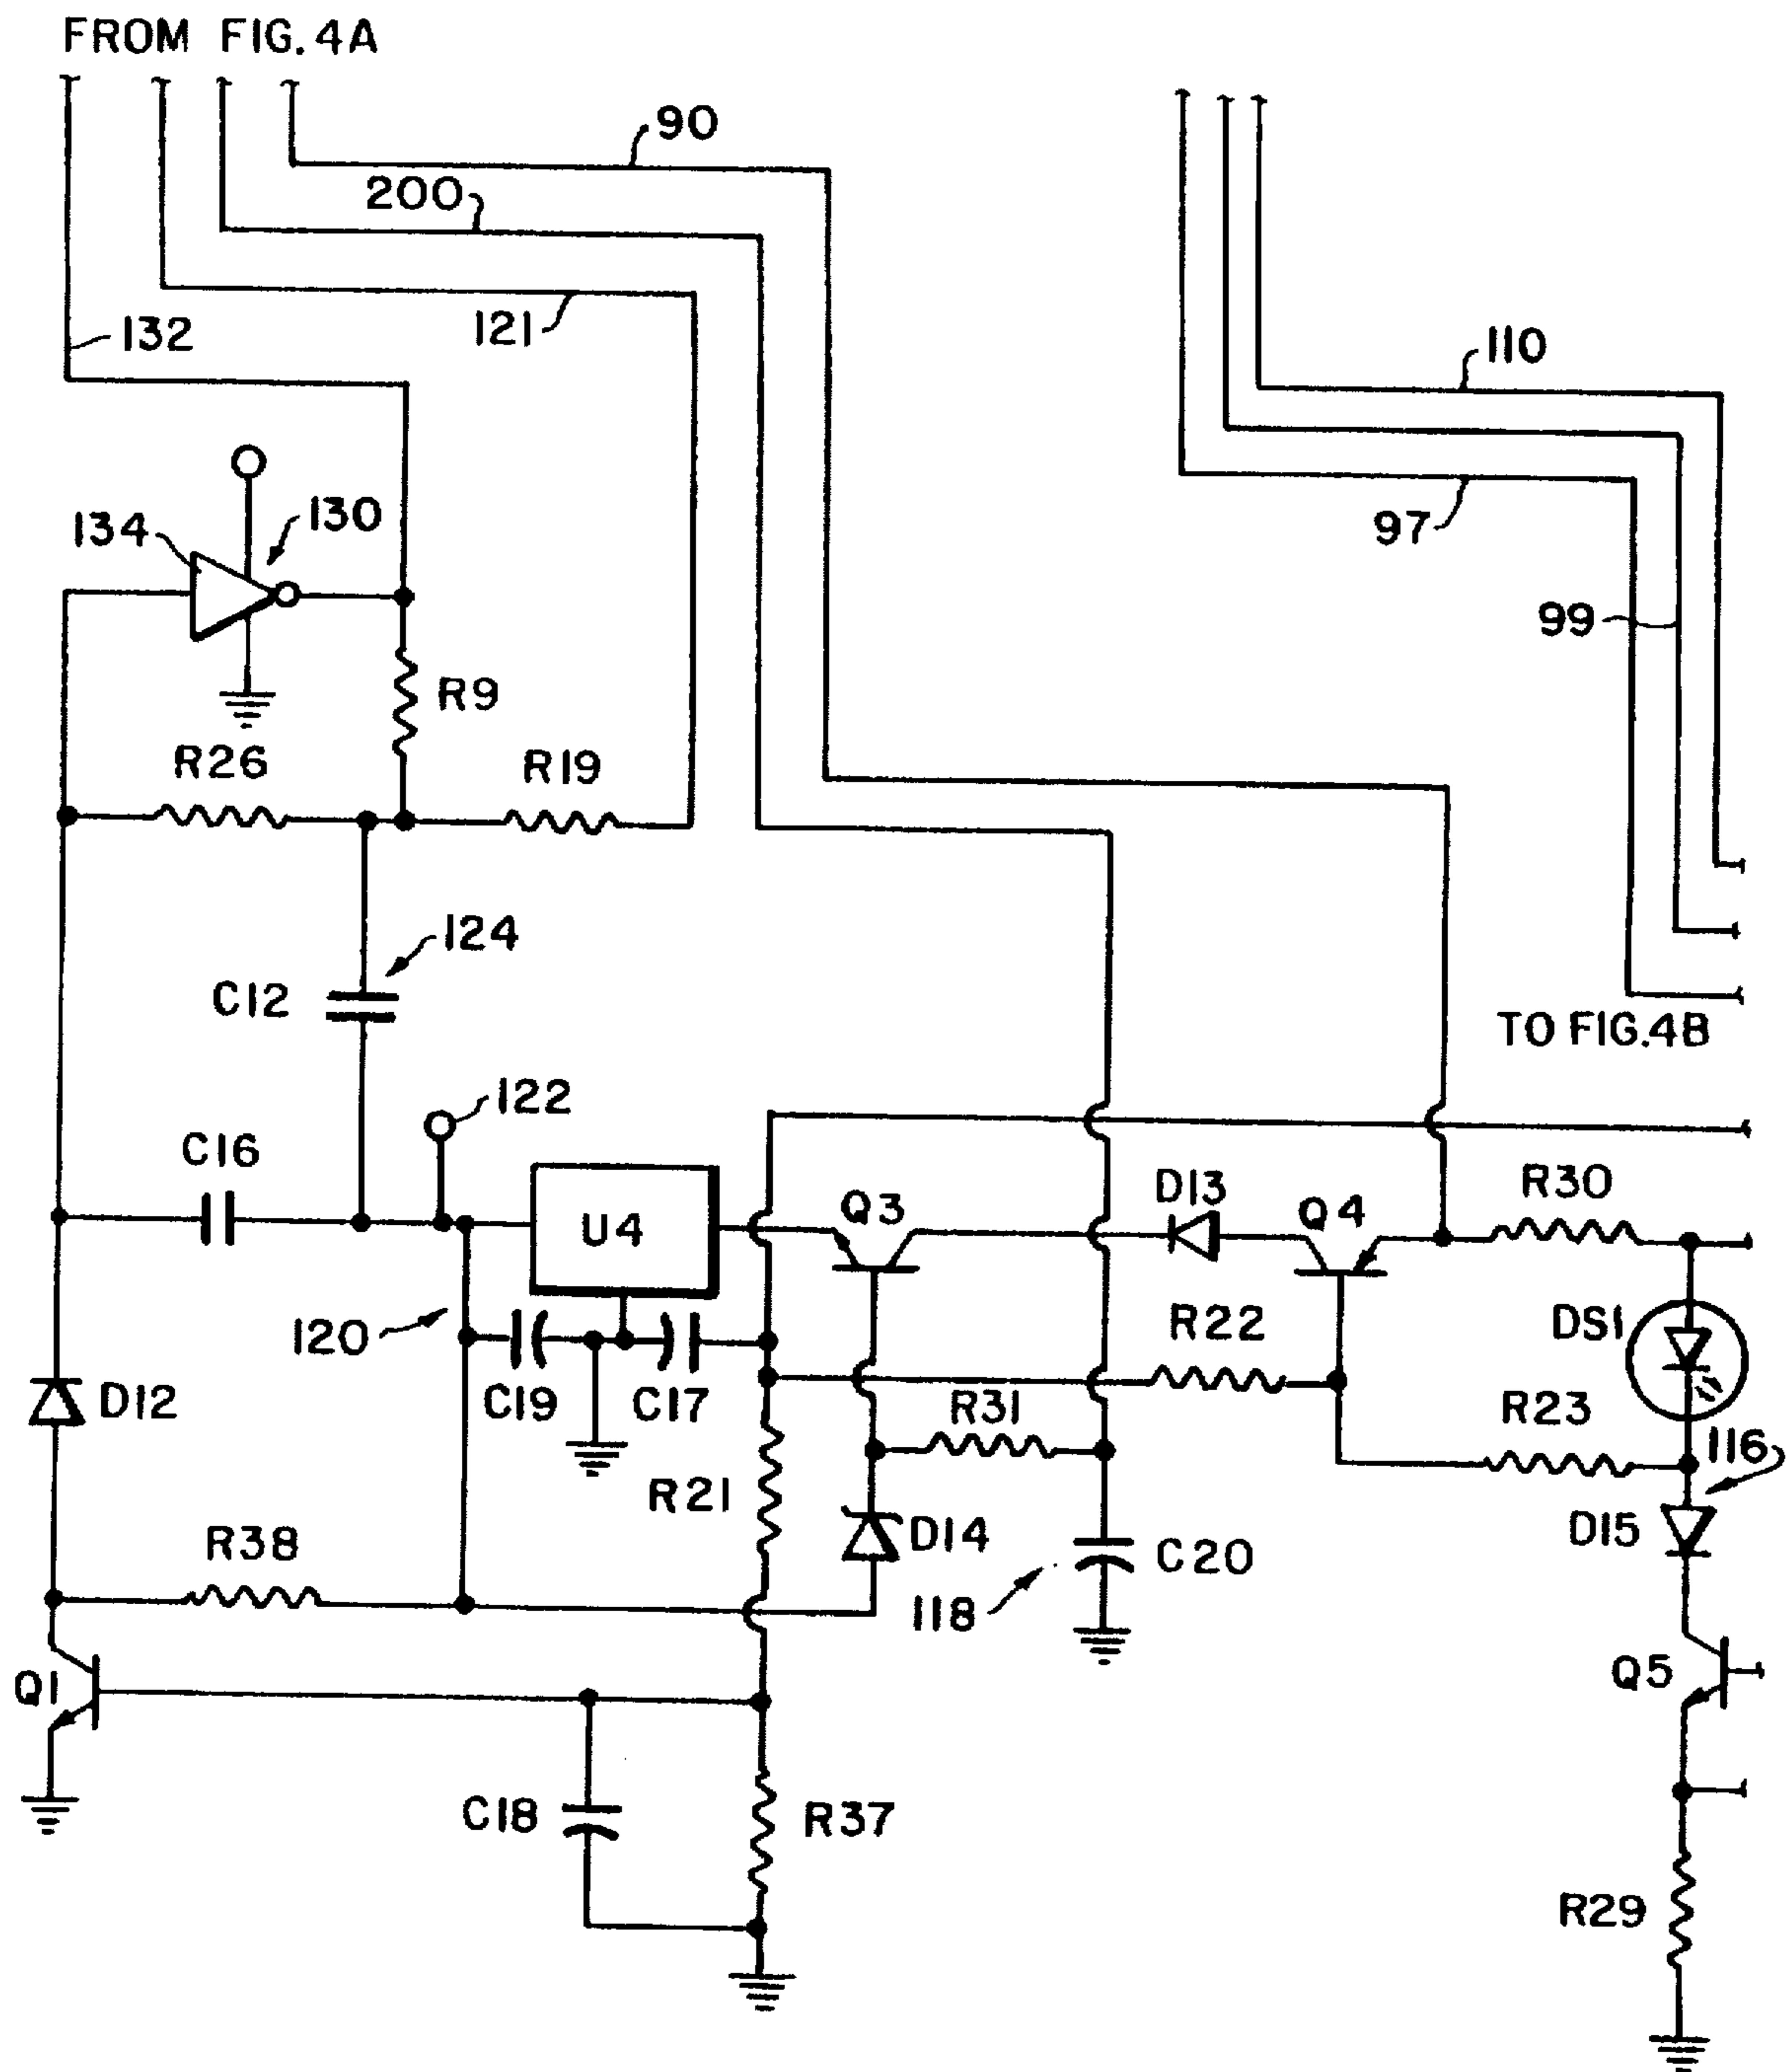 FROM FIG. 4A
90
200
121
132
110
134
130
97
99
R9
R26
R19
124
C12
TO FIG.4B
122
C16
U4
Q3
D13
Q4
R30
120
R22
DS1
D12
C19
C17
R31
R23
116
R21
D14
D15
R38
C20
118
Q1
Q5
C18
R37
R29